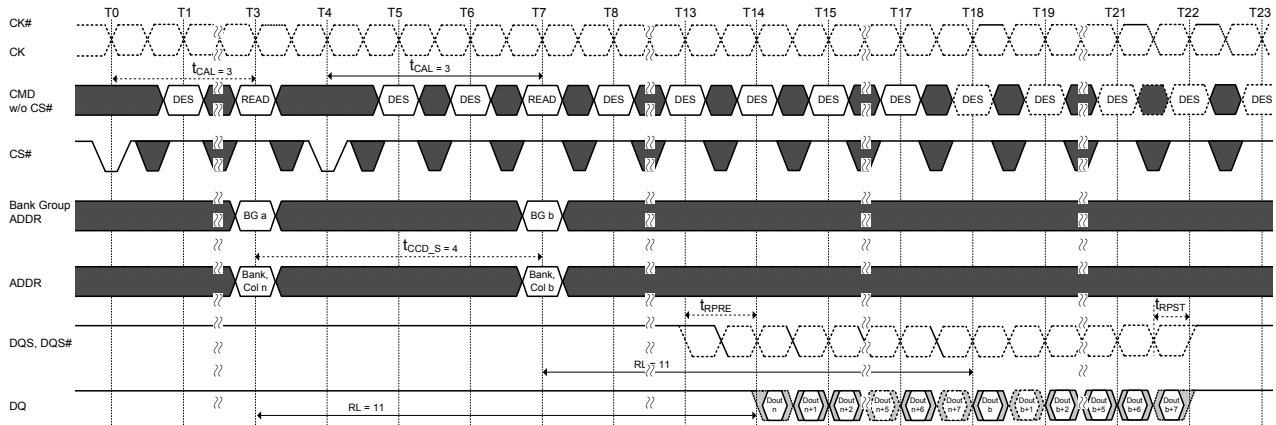 T0 T1 T3 T4 T5 T6 T7 T8 T13 T14 T15 T17 T18 T19 T21 T22 T23
CK#
CK
tCAL = 3 tCAL = 3
CMD w/o CS# DES READ DES DES READ DES DES DES DES DES DES DES DES DES DES
CS#
Bank Group ADDR BG a BG b
tCCD_S = 4
ADDR Bank, Col n Bank, Col b
tRPRE tRPST
DQS, DQS#
RL = 11
DQ RL = 11 Dout n Dout n+1 Dout n+2 Dout n+5 Dout n+6 Dout n+7 Dout b Dout b+1 Dout b+2 Dout b+5 Dout b+6 Dout b+7